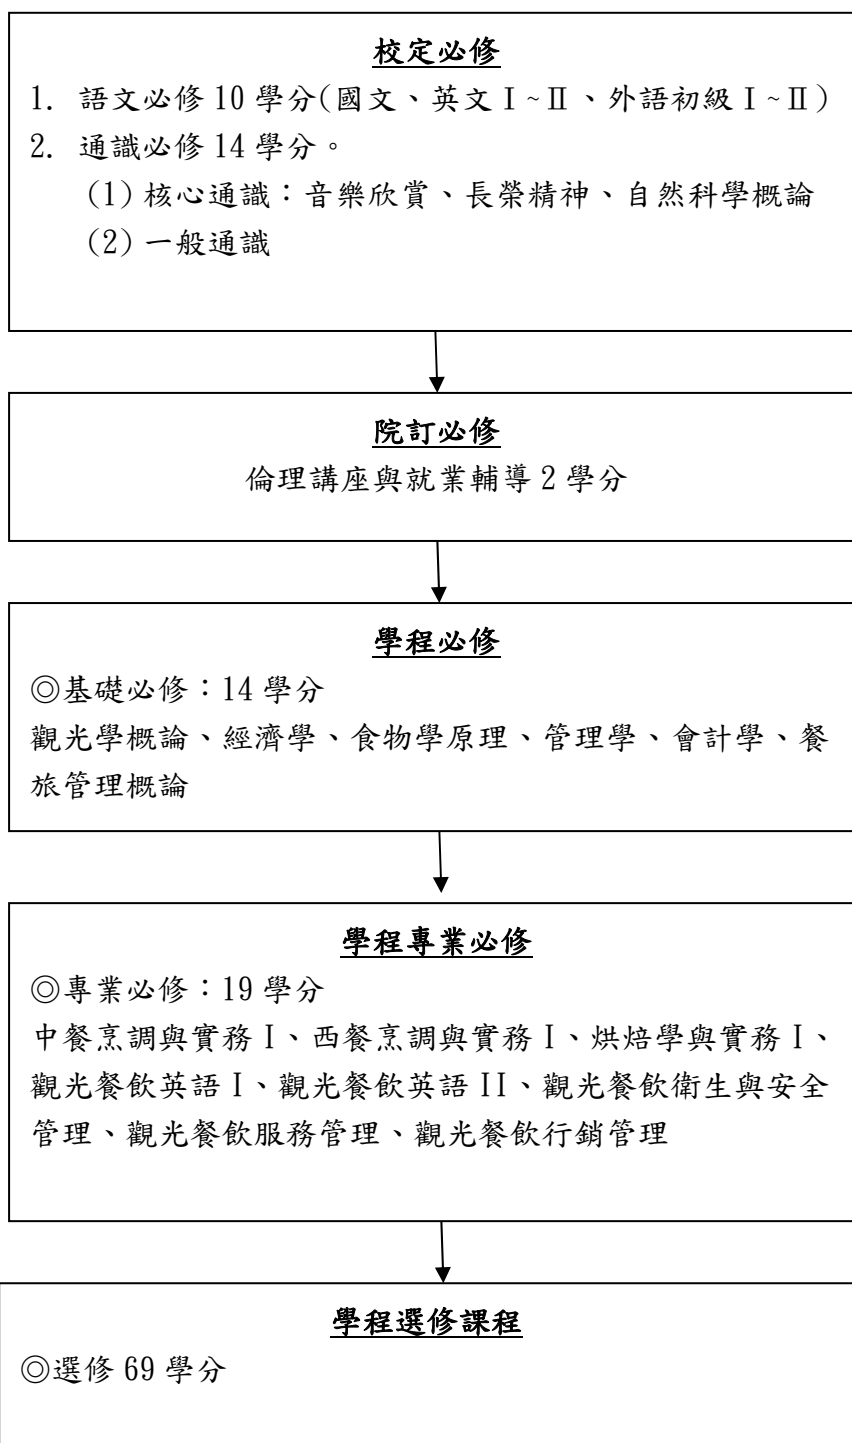 校定必修
1. 語文必修 10 學分(國文、英文Ⅰ~Ⅱ、外語初級Ⅰ~Ⅱ)
2. 通識必修 14 學分。
(1)核心通識：音樂欣賞、長榮精神、自然科學概論
(2)一般通識
院訂必修
倫理講座與就業輔導 2 學分
學程必修
◎基礎必修：14 學分
觀光學概論、經濟學、食物學原理、管理學、會計學、餐
旅管理概論
學程專業必修
◎專業必修：19 學分
中餐烹調與實務 I、西餐烹調與實務 I、烘焙學與實務 I、
觀光餐飲英語 I、觀光餐飲英語 II、觀光餐飲衛生與安全
管理、觀光餐飲服務管理、觀光餐飲行銷管理
學程選修課程
◎選修 69 學分